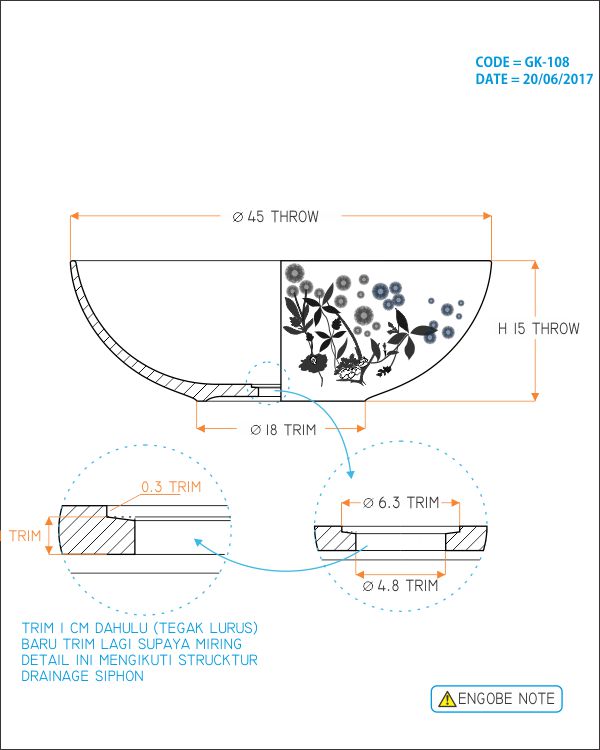 CODE = GK-108
DATE = 20/06/2017
⌀ 45 THROW
H 15 THROW
⌀ 18 TRIM
0.3 TRIM
TRIM
⌀ 6.3 TRIM
⌀ 4.8 TRIM
TRIM 1 CM DAHULU (TEGAK LURUS)
BARU TRIM LAGI SUPAYA MIRING
DETAIL INI MENGIKUTI STRUCKTUR
DRAINAGE SIPHON
ENGOBE NOTE